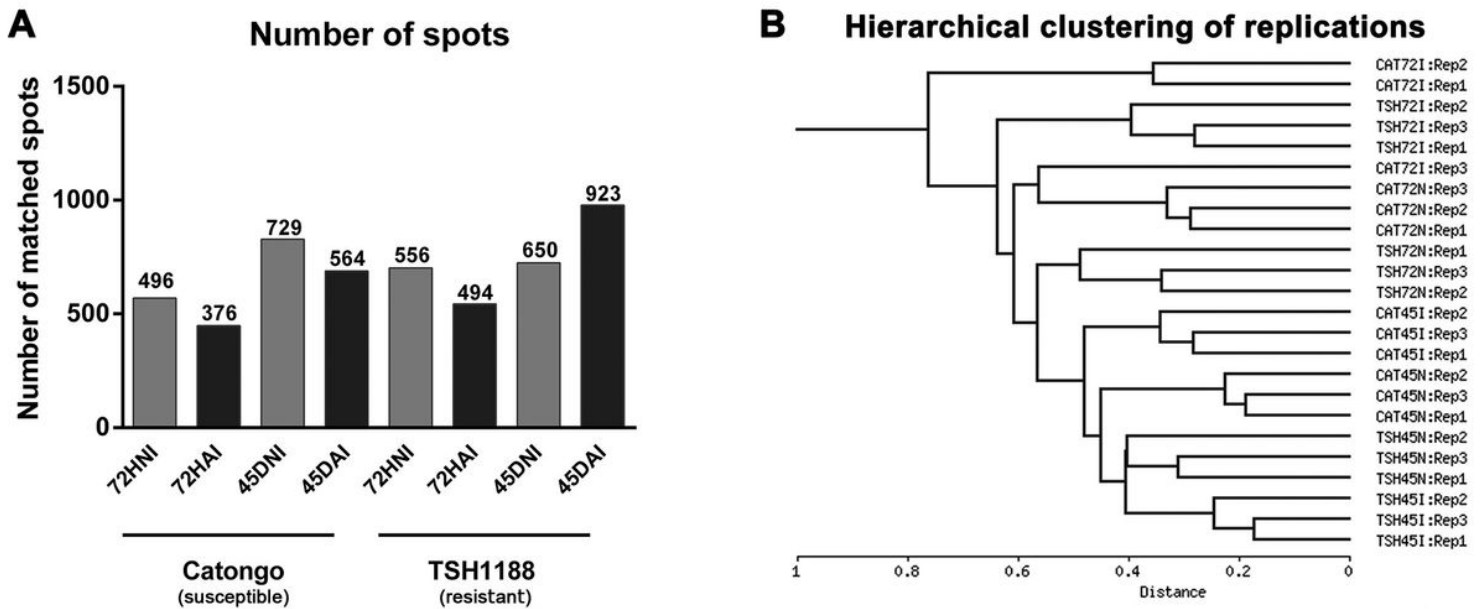 A
Number of spots
Number of matched spots
1500
1000
500
0
496
376
729
564
556
494
650
923
72HNI
72HAI
45DNI
45DAI
72HNI
72HAI
45DNI
45DAI
Catongo
(susceptible)
TSH1188
(resistant)
B
Hierarchical clustering of replications
CAT72I:Rep2
CAT72I:Rep1
TSH72I:Rep2
TSH72I:Rep3
TSH72I:Rep1
CAT72I:Rep3
CAT72N:Rep3
CAT72N:Rep2
CAT72N:Rep1
TSH72N:Rep1
TSH72N:Rep3
TSH72N:Rep2
CAT45I:Rep2
CAT45I:Rep3
CAT45I:Rep1
CAT45N:Rep2
CAT45N:Rep3
CAT45N:Rep1
TSH45N:Rep2
TSH45N:Rep3
TSH45N:Rep1
TSH45I:Rep2
TSH45I:Rep3
TSH45I:Rep1
1 0.8 0.6 0.4 0.2 0
Distance